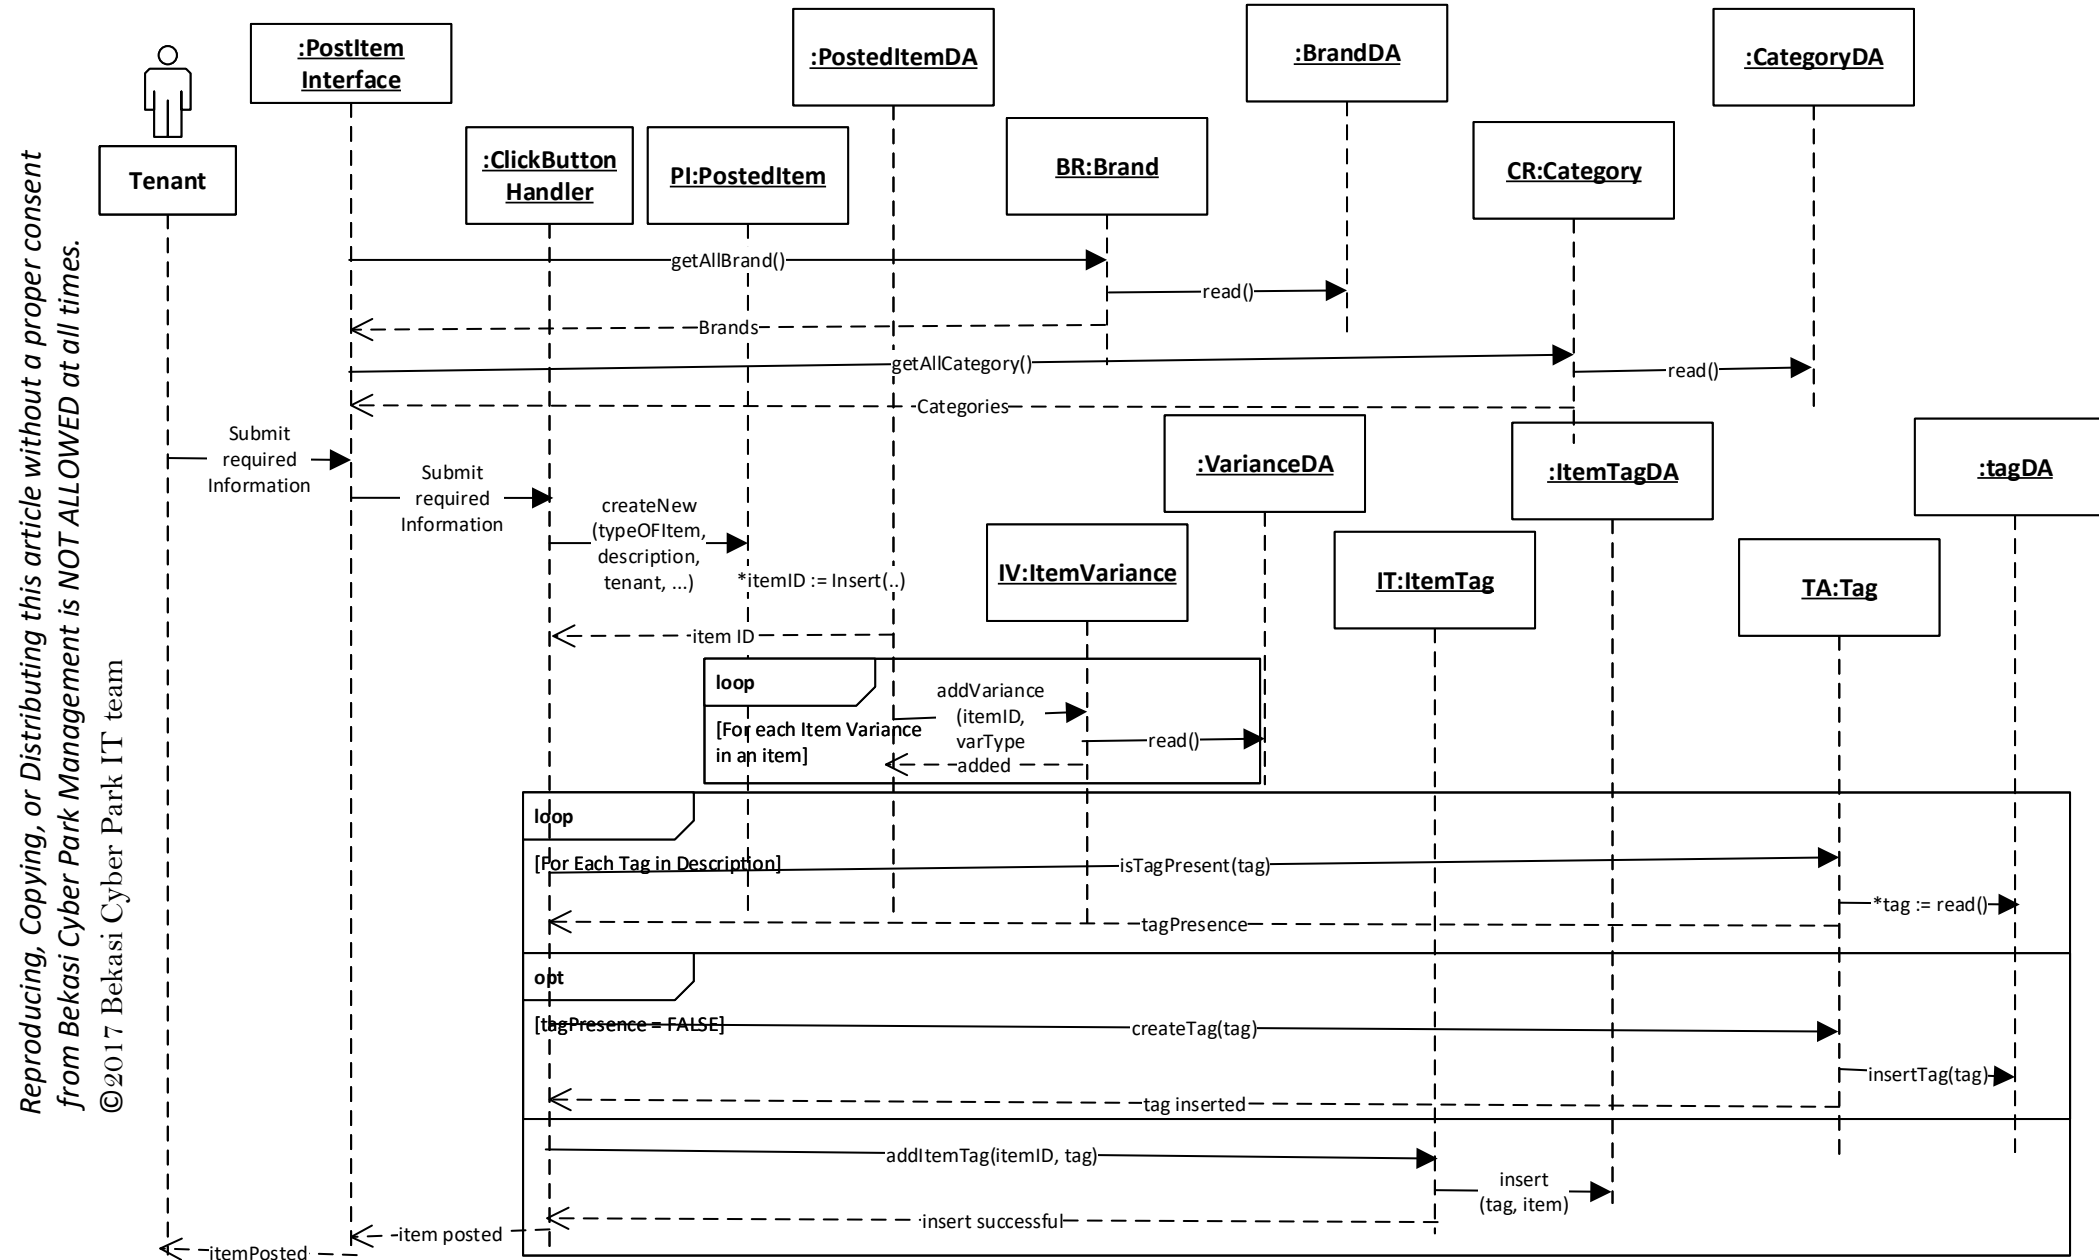 Reproducing, Copying, or Distributing this article without a proper consent
from Bekasi Cyber Park Management is NOT ALLOWED at all times.
©2017 Bekasi Cyber Park IT team
Tenant
:PostItem
Interface
:ClickButton
Handler
PI:PostedItem
:PostedItemDA
BR:Brand
:BrandDA
CR:Category
:CategoryDA
getAllBrand()
read()
Brands
getAllCategory()
read()
Categories
Submit
required
Information
Submit
required
Information
createNew
(typeOFItem,
description,
tenant, ...)
*itemID := Insert(..)
item ID
:VarianceDA
IV:ItemVariance
:ItemTagDA
IT:ItemTag
:tagDA
TA:Tag
loop
[For each Item Variance
in an item]
addVariance
(itemID,
varType
read()
added
loop
[For Each Tag in Description]
isTagPresent(tag)
*tag := read()
tagPresence
opt
[tagPresence = FALSE]
createTag(tag)
insertTag(tag)
tag inserted
addItemTag(itemID, tag)
insert
(tag, item)
insert successful
item posted
itemPosted